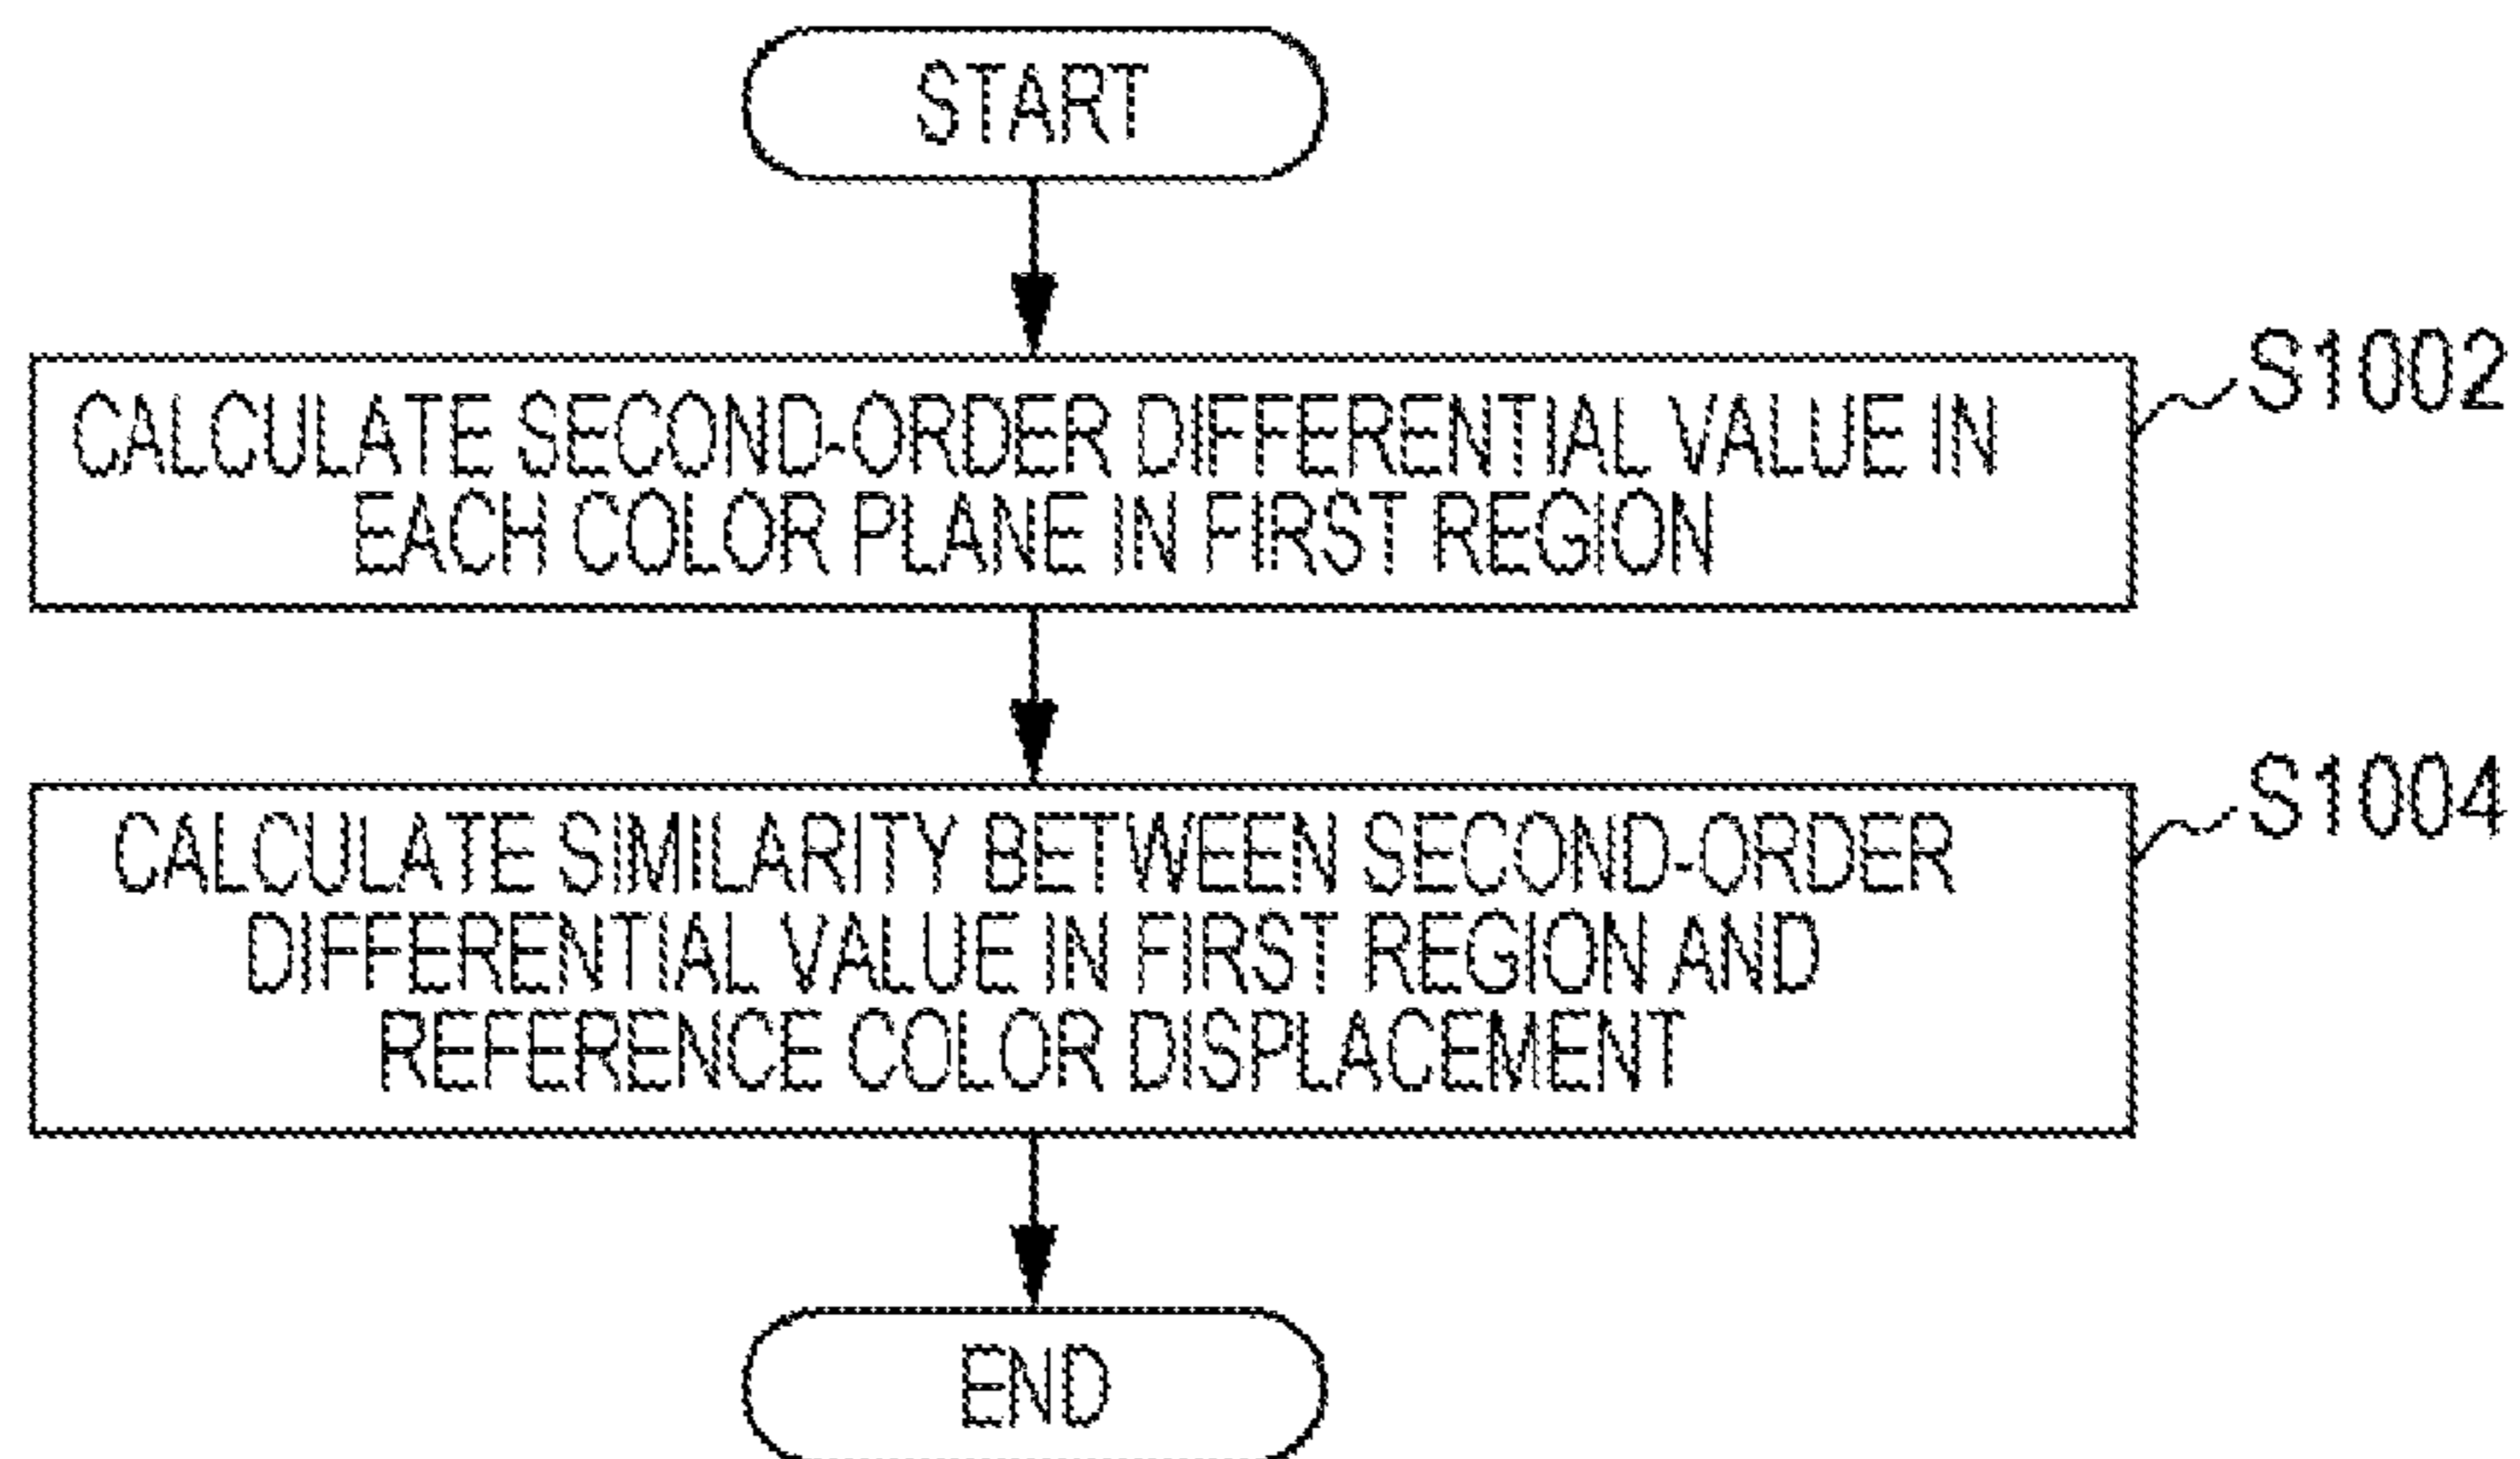 START
CALCULATE SECOND-ORDER DIFFERENTIAL VALUE IN
EACH COLOR PLANE IN FIRST REGION
S1002
CALCULATE SIMILARITY BETWEEN SECOND-ORDER
DIFFERENTIAL VALUE IN FIRST REGION AND
REFERENCE COLOR DISPLACEMENT
S1004
END